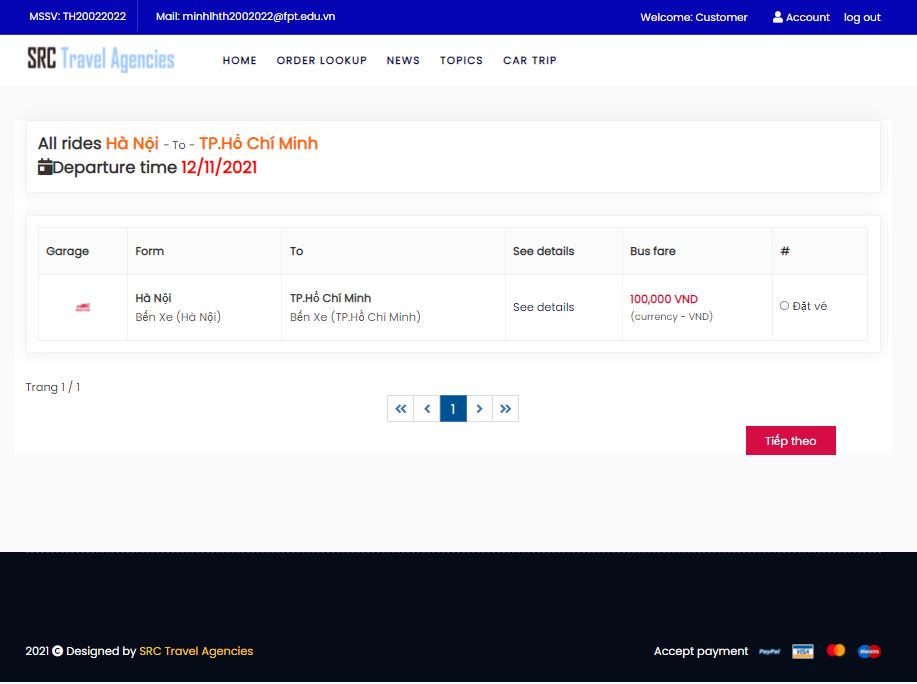 MSSV: TH20022022 Mail: minhlhth2002022@fpt.edu.vn Welcome: Customer Account log out
SRC Travel Agencies HOME ORDER LOOKUP NEWS TOPICS CAR TRIP
All rides Hà Nội - To - TP.Hồ Chí Minh
Departure time 12/11/2021
Garage Form To See details Bus fare #
Hà Nội TP.Hồ Chí Minh 100,000 VND
Bến Xe (Hà Nội) Bến Xe (TP.Hồ Chí Minh) See details (currency - VND) Đặt vé
Trang 1 / 1
« ‹ 1 › »
Tiếp theo
2021 © Designed by SRC Travel Agencies Accept payment PayPal VISA